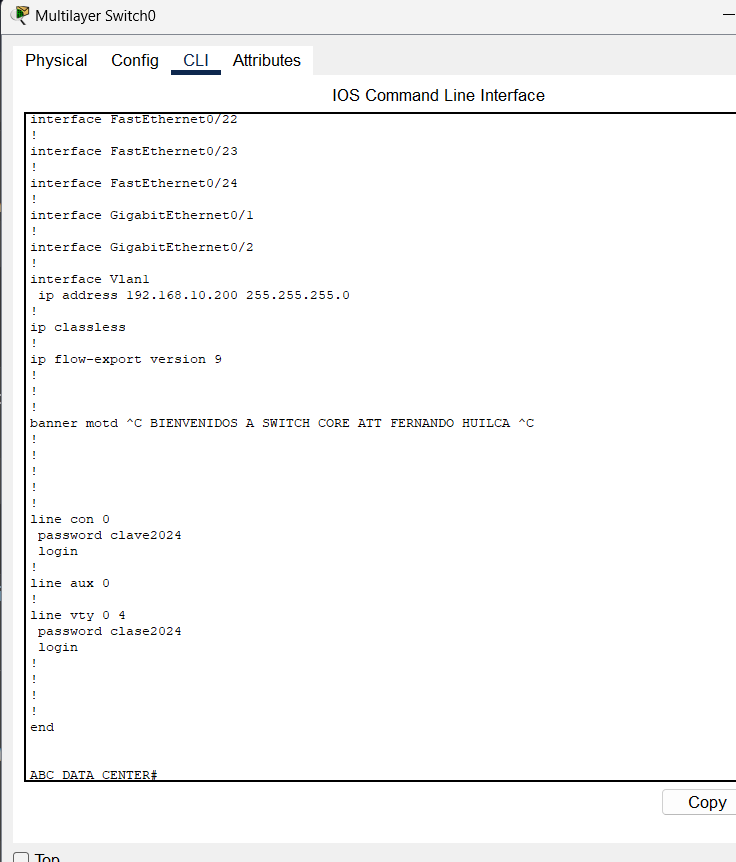 Multilayer Switch0
Physical Config CLI Attributes
IOS Command Line Interface
interface FastEthernet0/22
!
interface FastEthernet0/23
!
interface FastEthernet0/24
!
interface GigabitEthernet0/1
!
interface GigabitEthernet0/2
!
interface Vlan1
 ip address 192.168.10.200 255.255.255.0
!
ip classless
!
ip flow-export version 9
!
!
!
banner motd ^C BIENVENIDOS A SWITCH CORE ATT FERNANDO HUILCA ^C
!
!
!
!
!
line con 0
 password clave2024
 login
!
line aux 0
!
line vty 0 4
 password clase2024
 login
!
!
!
!
end
ABC_DATA_CENTER#
Copy
Top